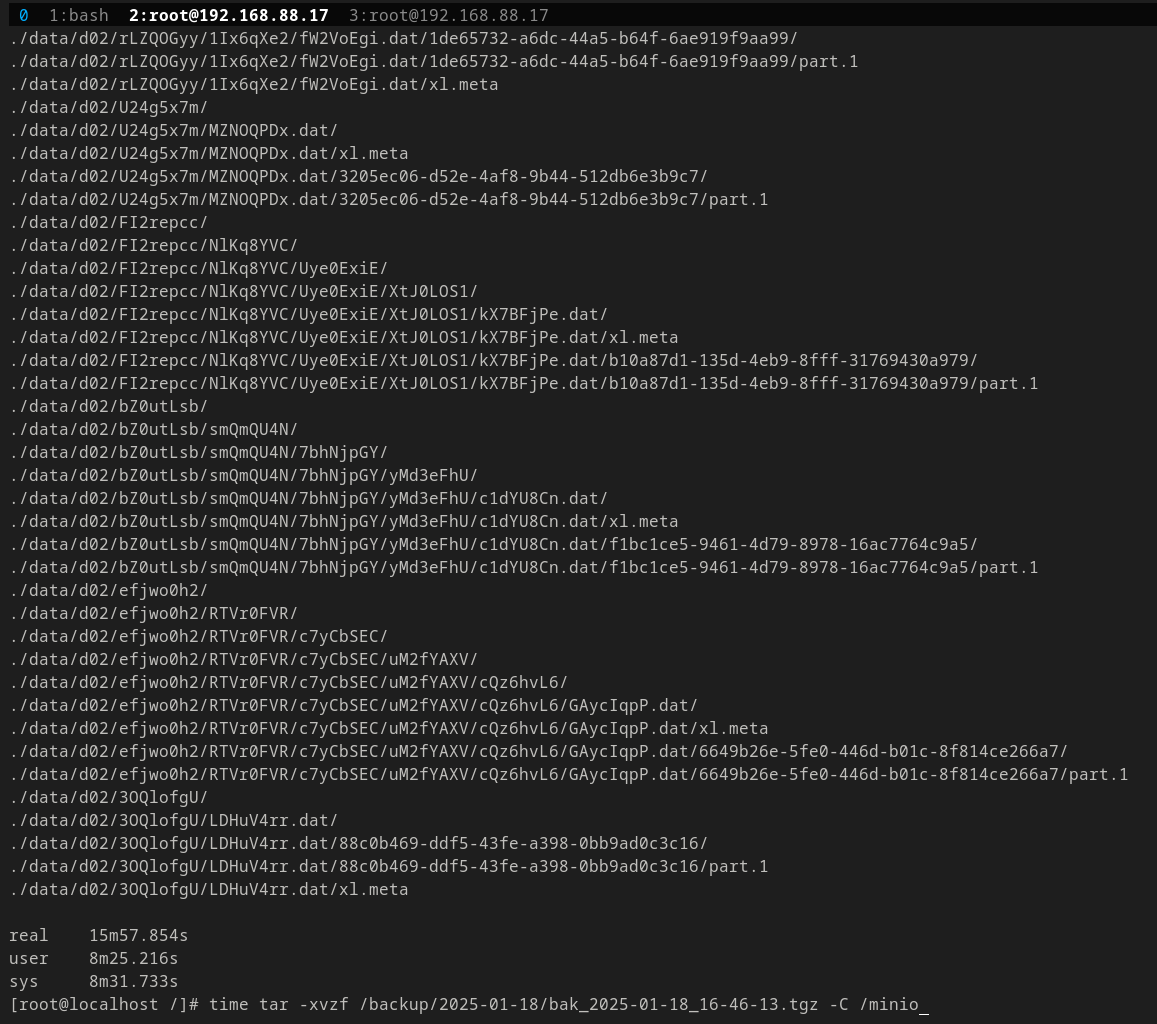 0 1:bash 2:root@192.168.88.17 3:root@192.168.88.17
./data/d02/rLZQOGyy/1Ix6qXe2/fW2VoEgi.dat/1de65732-a6dc-44a5-b64f-6ae919f9aa99/
./data/d02/rLZQOGyy/1Ix6qXe2/fW2VoEgi.dat/1de65732-a6dc-44a5-b64f-6ae919f9aa99/part.1
./data/d02/rLZQOGyy/1Ix6qXe2/fW2VoEgi.dat/xl.meta
./data/d02/U24g5x7m/
./data/d02/U24g5x7m/MZNOQPDx.dat/
./data/d02/U24g5x7m/MZNOQPDx.dat/xl.meta
./data/d02/U24g5x7m/MZNOQPDx.dat/3205ec06-d52e-4af8-9b44-512db6e3b9c7/
./data/d02/U24g5x7m/MZNOQPDx.dat/3205ec06-d52e-4af8-9b44-512db6e3b9c7/part.1
./data/d02/FI2repcc/
./data/d02/FI2repcc/NlKq8YVC/
./data/d02/FI2repcc/NlKq8YVC/Uye0ExiE/
./data/d02/FI2repcc/NlKq8YVC/Uye0ExiE/XtJ0LOS1/
./data/d02/FI2repcc/NlKq8YVC/Uye0ExiE/XtJ0LOS1/kX7BFjPe.dat/
./data/d02/FI2repcc/NlKq8YVC/Uye0ExiE/XtJ0LOS1/kX7BFjPe.dat/xl.meta
./data/d02/FI2repcc/NlKq8YVC/Uye0ExiE/XtJ0LOS1/kX7BFjPe.dat/b10a87d1-135d-4eb9-8fff-31769430a979/
./data/d02/FI2repcc/NlKq8YVC/Uye0ExiE/XtJ0LOS1/kX7BFjPe.dat/b10a87d1-135d-4eb9-8fff-31769430a979/part.1
./data/d02/bZ0utLsb/
./data/d02/bZ0utLsb/smQmQU4N/
./data/d02/bZ0utLsb/smQmQU4N/7bhNjpGY/
./data/d02/bZ0utLsb/smQmQU4N/7bhNjpGY/yMd3eFhU/
./data/d02/bZ0utLsb/smQmQU4N/7bhNjpGY/yMd3eFhU/c1dYU8Cn.dat/
./data/d02/bZ0utLsb/smQmQU4N/7bhNjpGY/yMd3eFhU/c1dYU8Cn.dat/xl.meta
./data/d02/bZ0utLsb/smQmQU4N/7bhNjpGY/yMd3eFhU/c1dYU8Cn.dat/f1bc1ce5-9461-4d79-8978-16ac7764c9a5/
./data/d02/bZ0utLsb/smQmQU4N/7bhNjpGY/yMd3eFhU/c1dYU8Cn.dat/f1bc1ce5-9461-4d79-8978-16ac7764c9a5/part.1
./data/d02/efjwo0h2/
./data/d02/efjwo0h2/RTVr0FVR/
./data/d02/efjwo0h2/RTVr0FVR/c7yCbSEC/
./data/d02/efjwo0h2/RTVr0FVR/c7yCbSEC/uM2fYAXV/
./data/d02/efjwo0h2/RTVr0FVR/c7yCbSEC/uM2fYAXV/cQz6hvL6/
./data/d02/efjwo0h2/RTVr0FVR/c7yCbSEC/uM2fYAXV/cQz6hvL6/GAycIqpP.dat/
./data/d02/efjwo0h2/RTVr0FVR/c7yCbSEC/uM2fYAXV/cQz6hvL6/GAycIqpP.dat/xl.meta
./data/d02/efjwo0h2/RTVr0FVR/c7yCbSEC/uM2fYAXV/cQz6hvL6/GAycIqpP.dat/6649b26e-5fe0-446d-b01c-8f814ce266a7/
./data/d02/efjwo0h2/RTVr0FVR/c7yCbSEC/uM2fYAXV/cQz6hvL6/GAycIqpP.dat/6649b26e-5fe0-446d-b01c-8f814ce266a7/part.1
./data/d02/3OQlofgU/
./data/d02/3OQlofgU/LDHuV4rr.dat/
./data/d02/3OQlofgU/LDHuV4rr.dat/88c0b469-ddf5-43fe-a398-0bb9ad0c3c16/
./data/d02/3OQlofgU/LDHuV4rr.dat/88c0b469-ddf5-43fe-a398-0bb9ad0c3c16/part.1
./data/d02/3OQlofgU/LDHuV4rr.dat/xl.meta

real 15m57.854s
user 8m25.216s
sys 8m31.733s
[root@localhost /]# time tar -xvzf /backup/2025-01-18/bak_2025-01-18_16-46-13.tgz -C /minio_